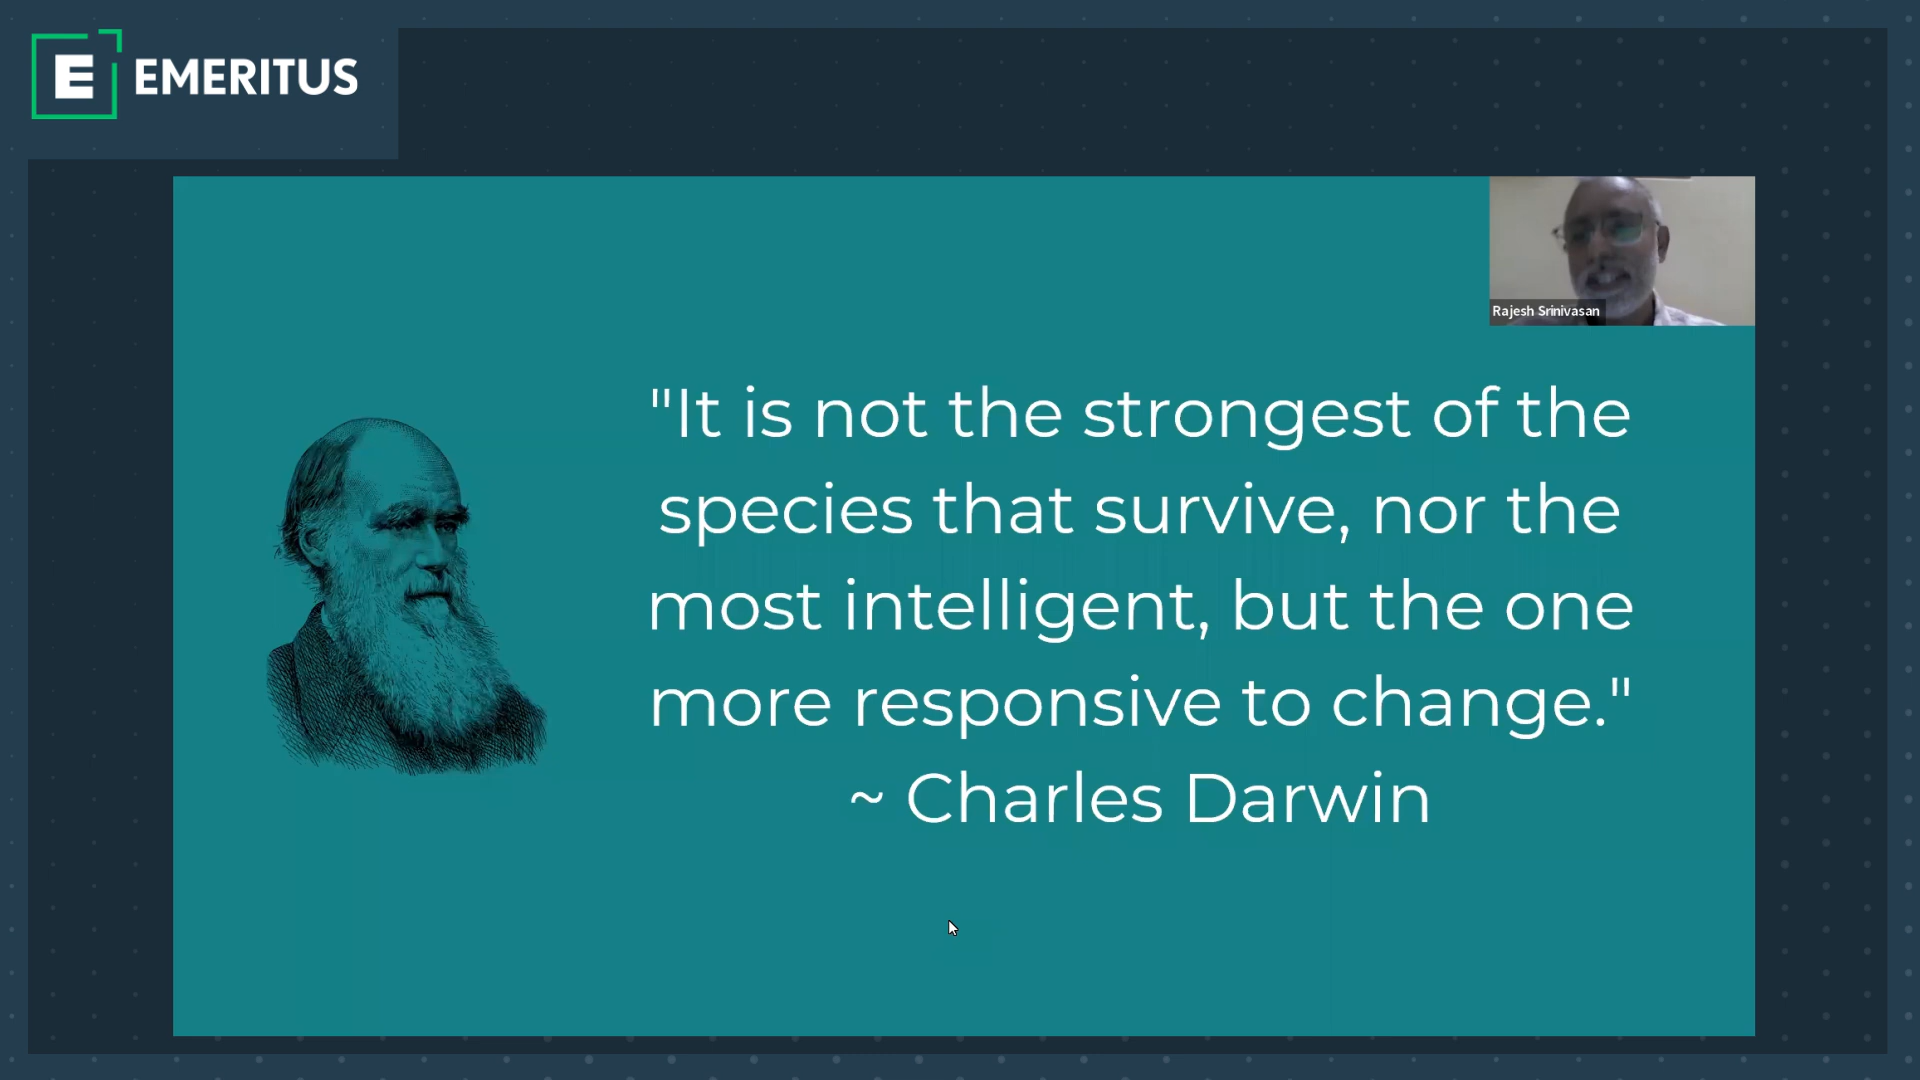 E EMERITUS
Rajesh Srinivasan
"It is not the strongest of the
species that survive, nor the
most intelligent, but the one
more responsive to change."
~ Charles Darwin